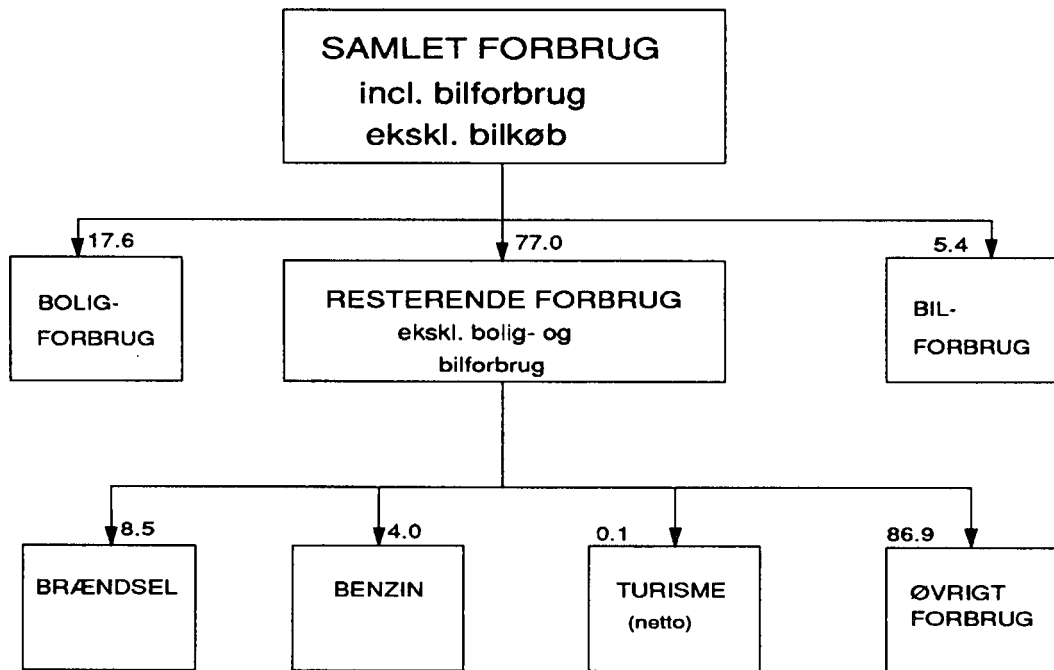 SAMLET FORBRUG
incl. bilforbrug
ekskl. bilkøb
17.6
77.0
5.4
BOLIG-
FORBRUG
RESTERENDE FORBRUG
ekskl. bolig- og
bilforbrug
BIL-
FORBRUG
8.5
4.0
0.1
86.9
BRÆNDSEL
BENZIN
TURISME
(netto)
ØVRIGT
FORBRUG